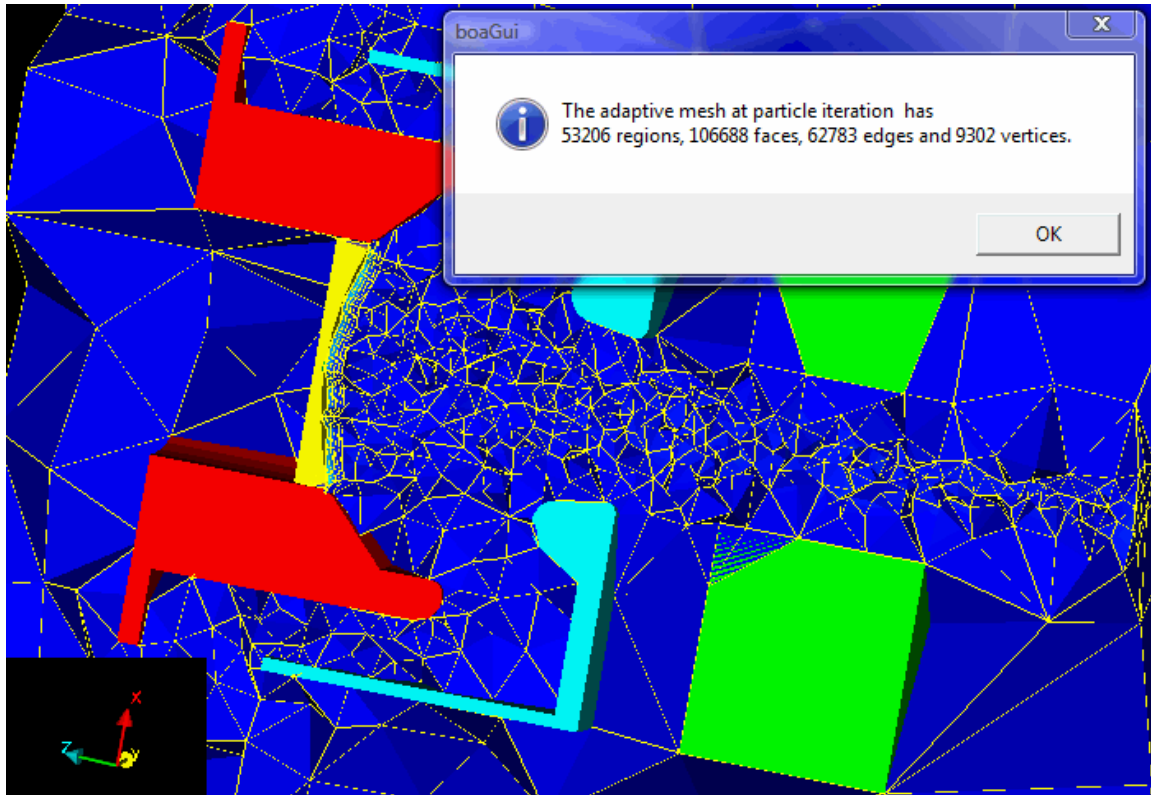 boaGui
X
The adaptive mesh at particle iteration has
53206 regions, 106688 faces, 62783 edges and 9302 vertices.
OK
X
Z
Y